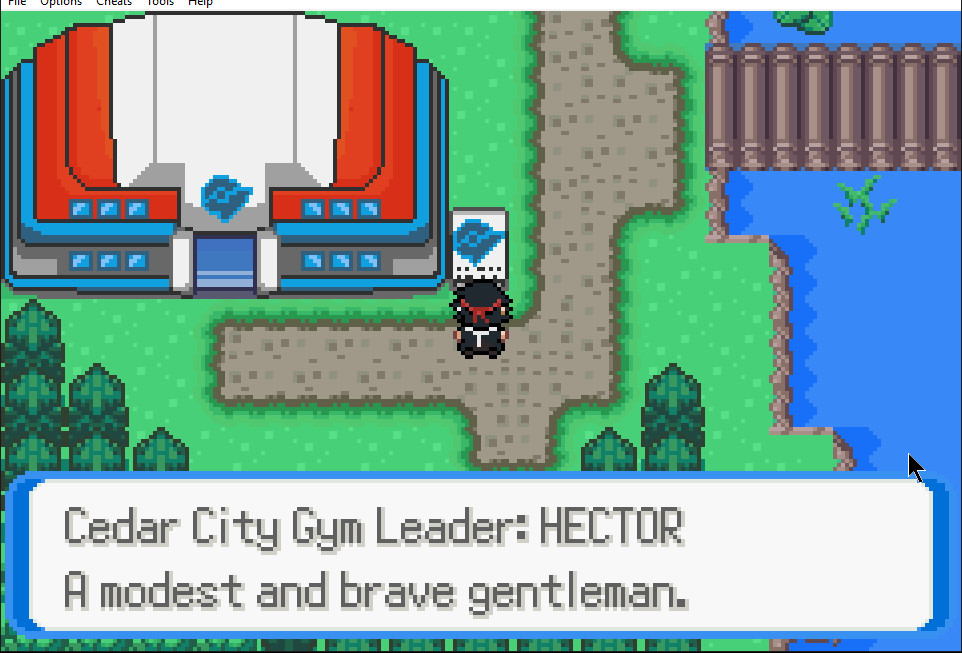 File Options Cheats Tools Help
Cedar City Gym Leader: HECTOR
A modest and brave gentleman.